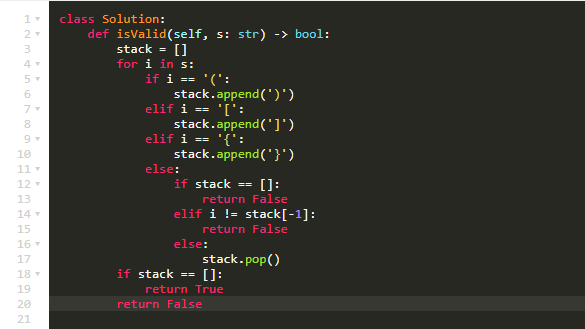 1 class Solution:
2     def isValid(self, s: str) -> bool:
3         stack = []
4         for i in s:
5             if i == '(':
6                 stack.append(')')
7             elif i == '[':
8                 stack.append(']')
9             elif i == '{':
10                 stack.append('}')
11             else:
12                 if stack == []:
13                     return False
14                 elif i != stack[-1]:
15                     return False
16                 else:
17                     stack.pop()
18         if stack == []:
19             return True
20         return False
21